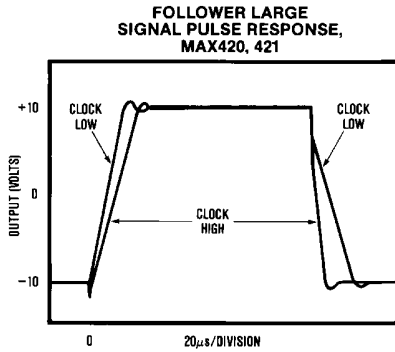 FOLLOWER LARGE
SIGNAL PULSE RESPONSE,
MAX420, 421
+10
CLOCK
LOW
CLOCK
LOW
OUTPUT (VOLTS)
0
CLOCK
HIGH
−10
0
20μs/DIVISION